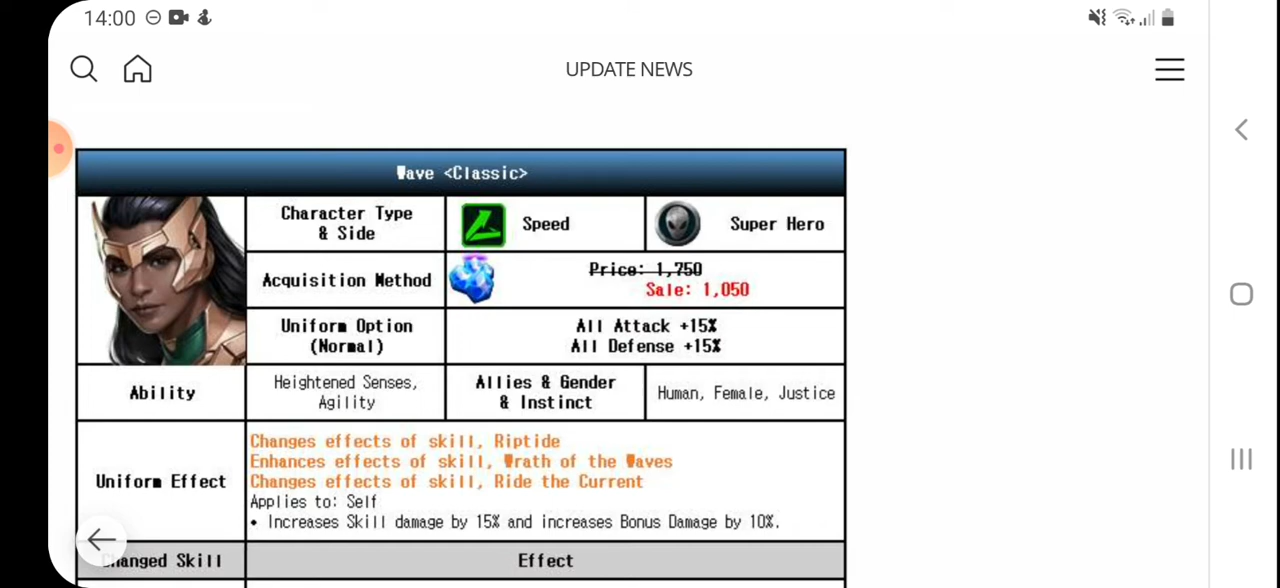 14:00
UPDATE NEWS
Wave <Classic>
Character Type
& Side
Speed
Super Hero
Acquisition Method
Price: 1,750
Sale: 1,050
Uniform Option
(Normal)
All Attack +15%
All Defense +15%
Ability
Heightened Senses,
Agility
Allies & Gender
& Instinct
Human, Female, Justice
Uniform Effect
Changes effects of skill, Riptide
Enhances effects of skill, Wrath of the Waves
Changes effects of skill, Ride the Current
Applies to: Self
• Increases Skill damage by 15% and increases Bonus Damage by 10%.
Changed Skill
Effect